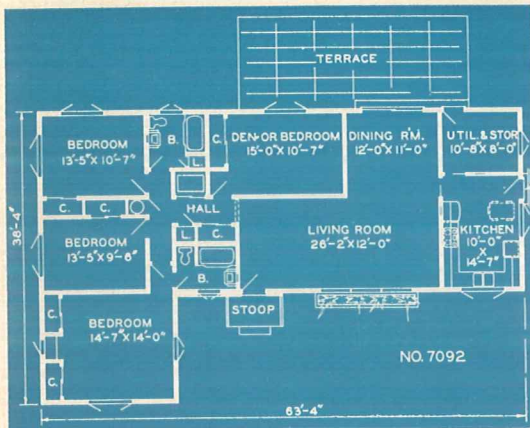 TERRACE
BEDROOM
13'-5" X 10'-7"
B.
C.
L.
DEN OR BEDROOM
15'-0" X 10'-7"
DINING R'M.
12'-0" X 11'-0"
UTIL. & STOR.
10'-8" X 8'-0"
C.
C.
HALL
L.
C.
BEDROOM
13'-5" X 9'-6"
LIVING ROOM
26'-2" X 12'-0"
KITCHEN
10'-0"
X
14'-7"
B.
C.
BEDROOM
14'-7" X 14'-0"
C.
STOOP
NO. 7092
38'-4"
63'-4"